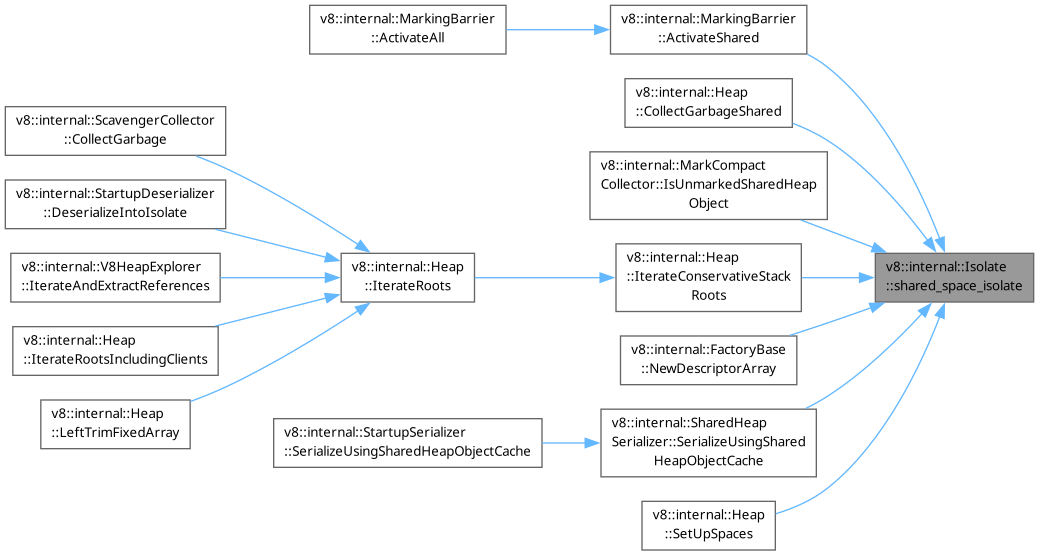 v8::internal::MarkingBarrier
::ActivateAll
v8::internal::MarkingBarrier
::ActivateShared
v8::internal::Heap
::CollectGarbageShared
v8::internal::ScavengerCollector
::CollectGarbage
v8::internal::MarkCompact
Collector::IsUnmarkedSharedHeap
Object
v8::internal::StartupDeserializer
::DeserializeIntoIsolate
v8::internal::V8HeapExplorer
::IterateAndExtractReferences
v8::internal::Heap
::IterateRoots
v8::internal::Heap
::IterateConservativeStack
Roots
v8::internal::Isolate
::shared_space_isolate
v8::internal::Heap
::IterateRootsIncludingClients
v8::internal::FactoryBase
::NewDescriptorArray
v8::internal::Heap
::LeftTrimFixedArray
v8::internal::StartupSerializer
::SerializeUsingSharedHeapObjectCache
v8::internal::SharedHeap
Serializer::SerializeUsingShared
HeapObjectCache
v8::internal::Heap
::SetUpSpaces